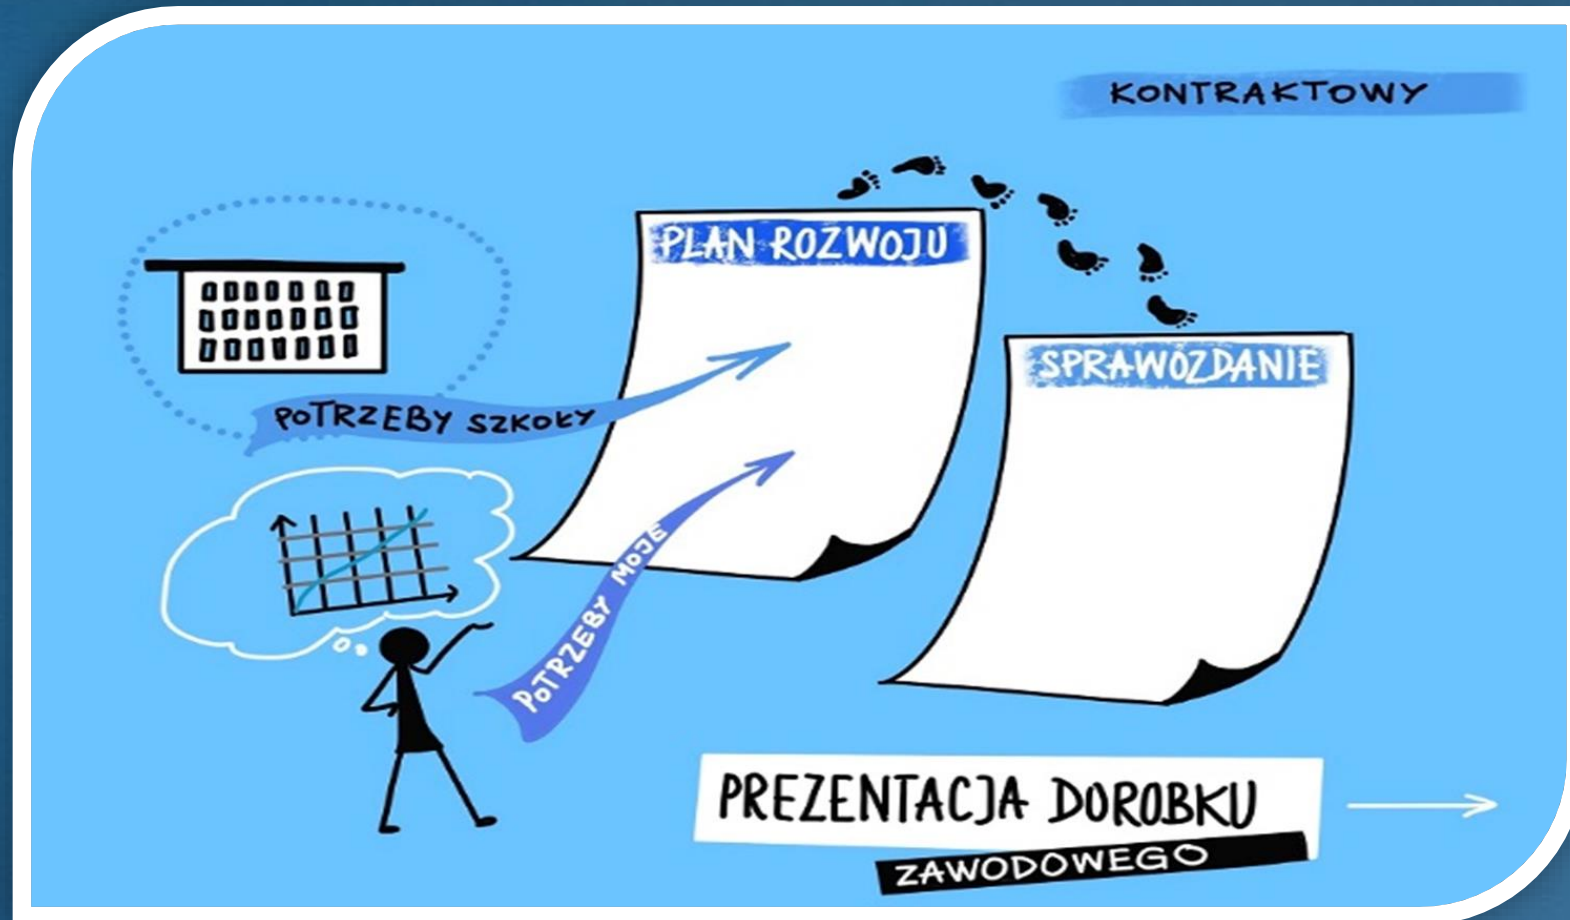 KONTRAKTOWY
PLAN ROZWOJU
SPRAWOZDANIE
POTRZEBY SZKOŁY
POTRZEBY MOJE
PREZENTACJA DOROBKU
ZAWODOWEGO